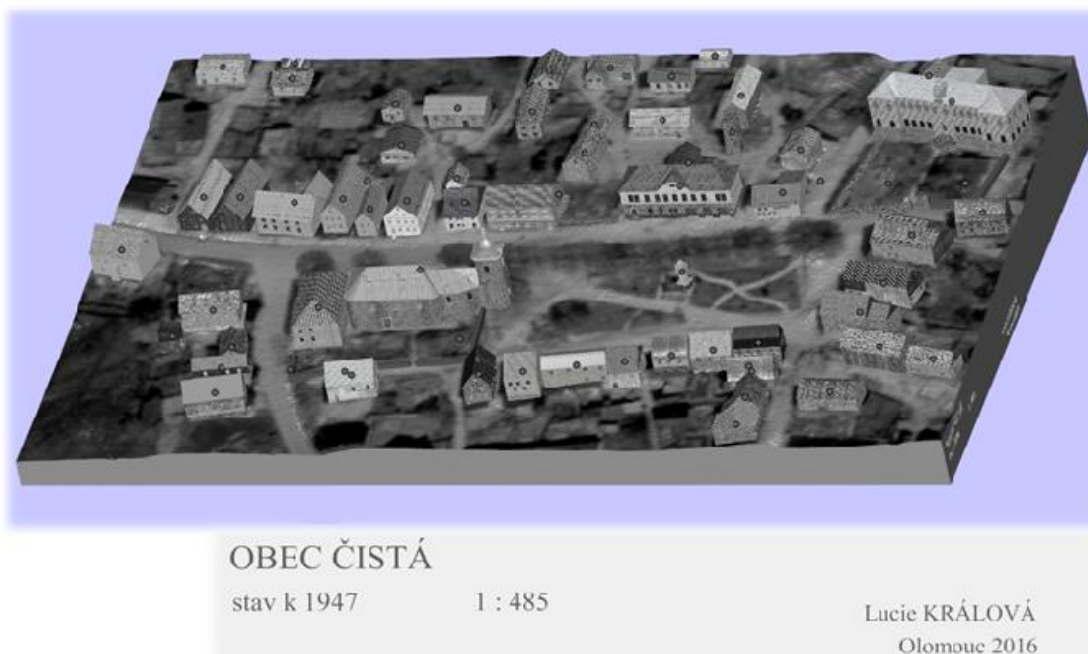 OBEC ČISTÁ
stav k 1947 1 : 485
Lucie KRÁLOVÁ
Olomouc 2016